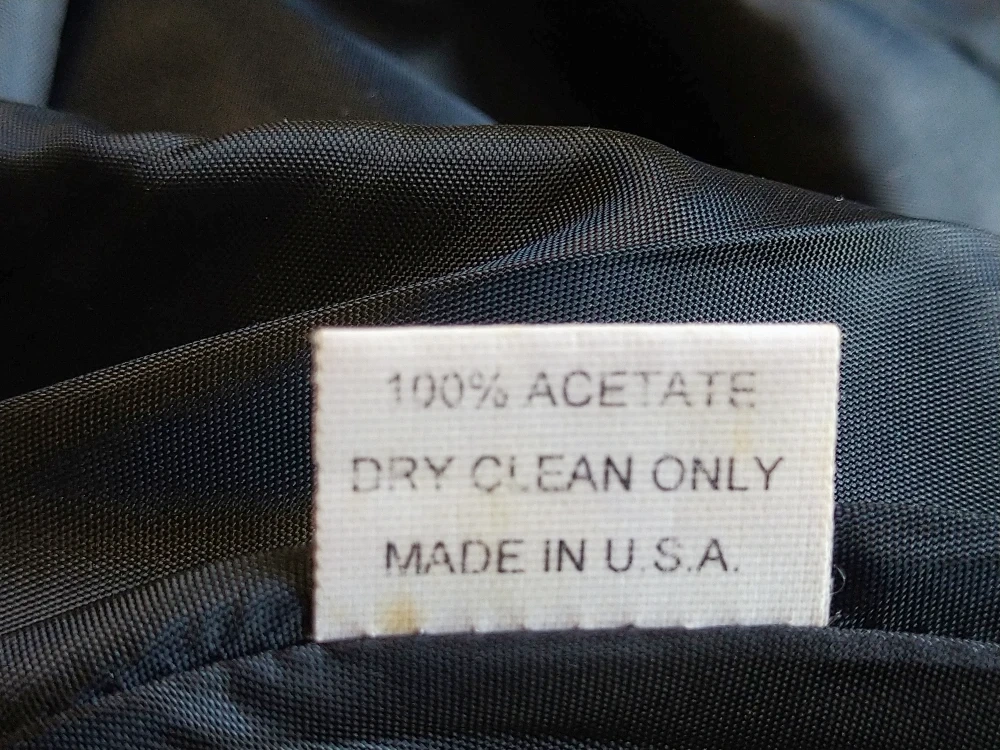 100% ACETATE
DRY CLEAN ONLY
MADE IN U.S.A.